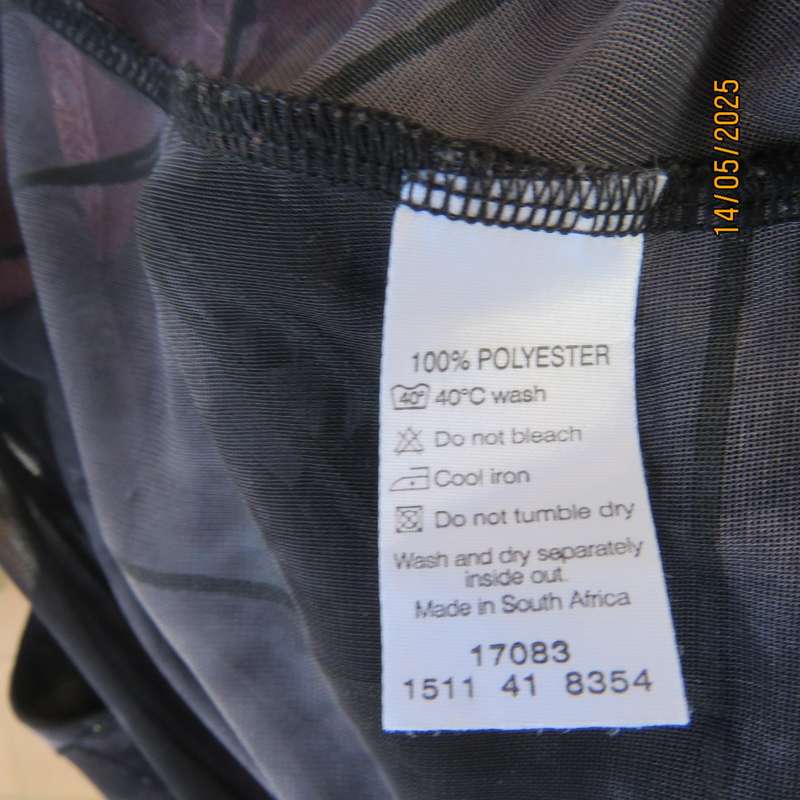 14/05/2025
100% POLYESTER
40° 40°C wash
Do not bleach
Cool iron
Do not tumble dry
Wash and dry separately
inside out.
Made in South Africa
17083
1511 41 8354